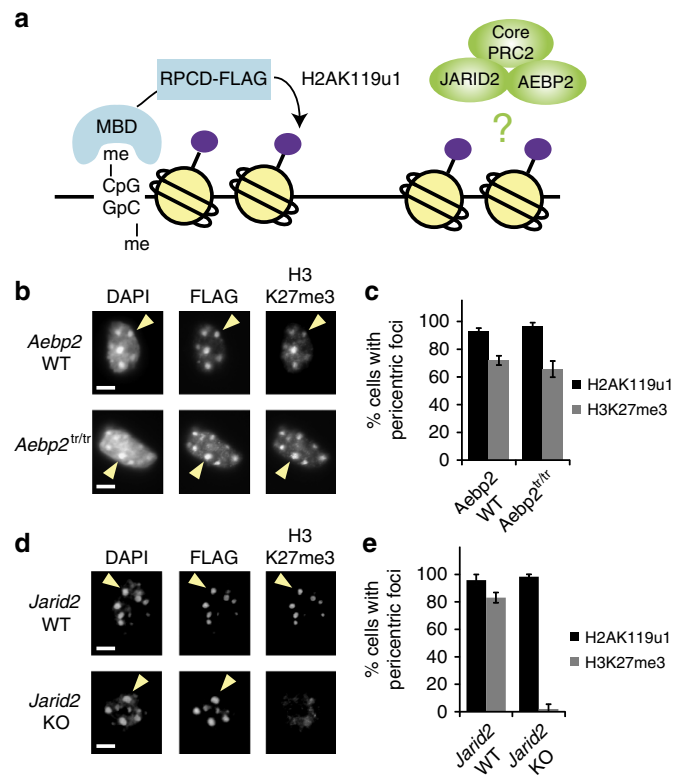 a
Core
PRC2
RPCD-FLAG
H2AK119u1
JARID2
AEBP2
MBD
?
me
CpG
GpC
me
b
DAPI
FLAG
H3
K27me3
Aebp2
WT
Aebp2tr/tr
c
% cells with
pericentric foci
100
80
60
40
20
0
H2AK119u1
H3K27me3
Aebp2
WT
Aebp2tr/tr
d
DAPI
FLAG
H3
K27me3
Jarid2
WT
Jarid2
KO
e
% cells with
pericentric foci
100
80
60
40
20
0
H2AK119u1
H3K27me3
Jarid2
WT
Jarid2
KO